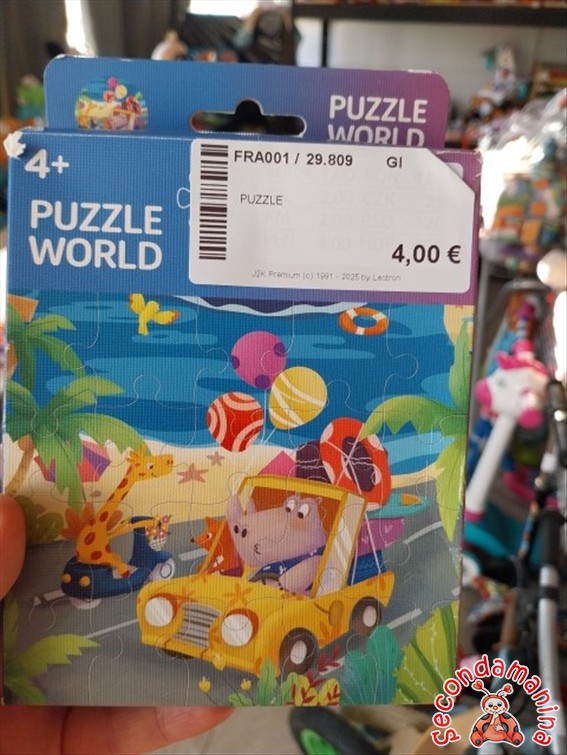 PUZZLE
WORLD
4+
PUZZLE
WORLD
FRA001 / 29.809 GI
PUZZLE
4,00 €
J2K Premium (c) 1991 - 2025 by Lectron
Secondamanina